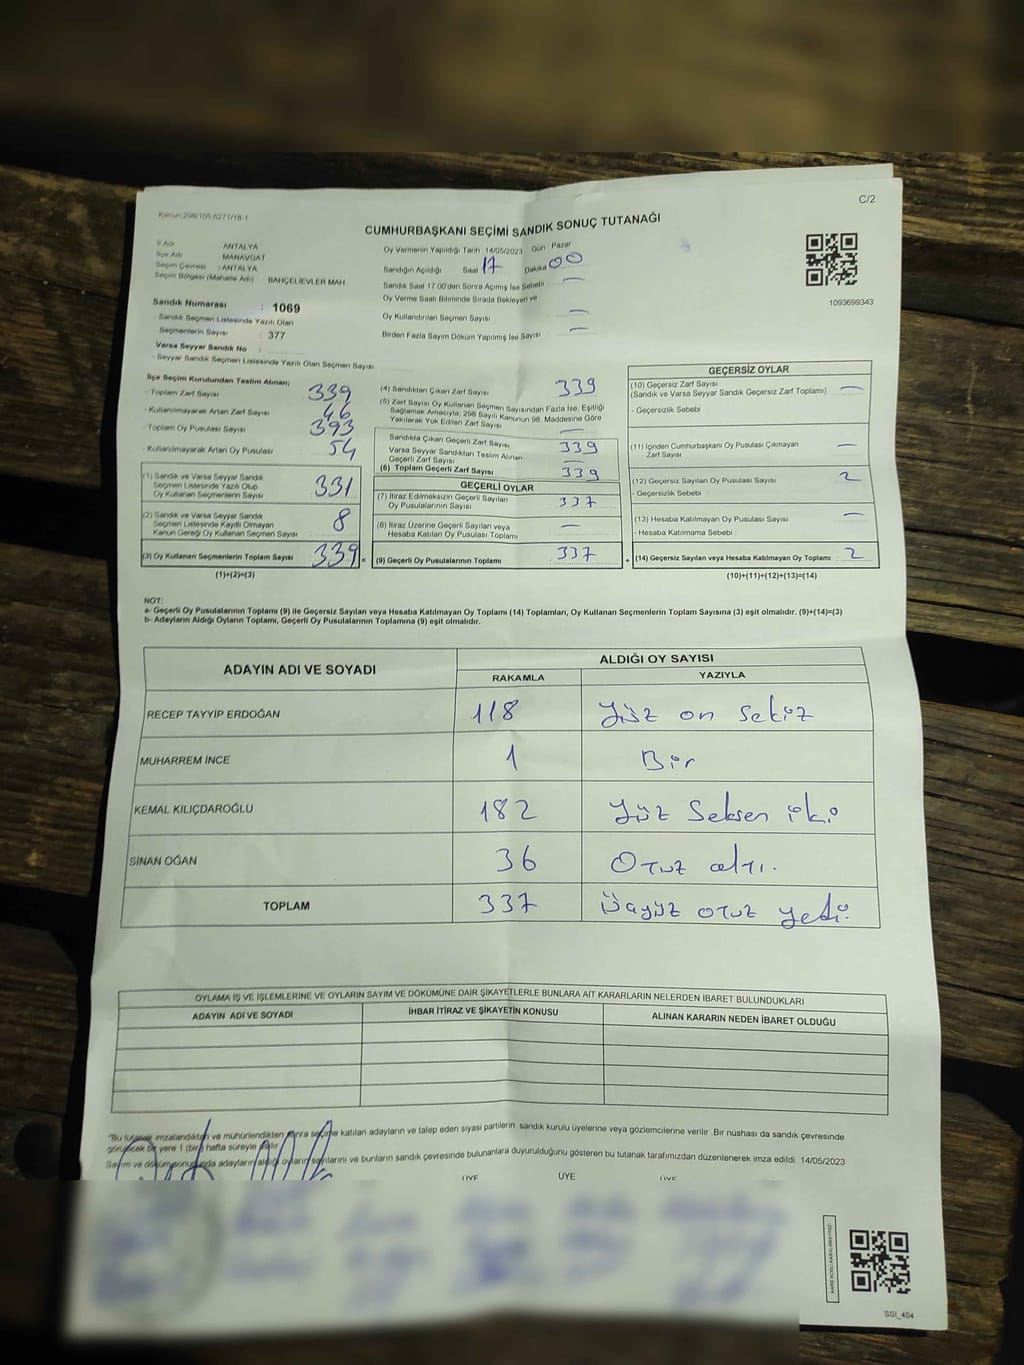 C/2
Kanun 298/105,6271/18-1
CUMHURBAŞKANI SEÇİMİ SANDIK SONUÇ TUTANAĞI
İl Adı : ANTALYA
İlçe Adı : MANAVGAT
Seçim Çevresi : ANTALYA
Seçim Bölgesi (Mahalle Adı) : BAHÇELİEVLER MAH.
Sandık Numarası : 1069
- Sandık Seçmen Listesinde Yazılı Olan
Seçmenlerin Sayısı : 377
Varsa Seyyar Sandık No :
- Seyyar Sandık Seçmen Listesinde Yazılı Olan Seçmen Sayısı
Oy Vermenin Yapıldığı Tarih 14/05/2023 Gün : Pazar
Sandığın Açıldığı Saat 17 Dakika 00
Sandık Saat 17.00'den Sonra Açılmış İse Sebebi —
Oy Verme Saati Bitiminde Sırada Bekleyen ve
Oy Kullandırılan Seçmen Sayısı —
Birden Fazla Sayım Döküm Yapılmış İse Sayısı —
1093699343
İlçe Seçim Kurulundan Teslim Alınan;
- Toplam Zarf Sayısı 339
- Kullanılmayarak Artan Zarf Sayısı 46
- Toplam Oy Pusulası Sayısı 393
- Kullanılmayarak Artan Oy Pusulası 54
(1) Sandık ve Varsa Seyyar Sandık
Seçmen Listesinde Yazılı Olup
Oy Kullanan Seçmenlerin Sayısı 331
(2) Sandık ve Varsa Seyyar Sandık
Seçmen Listesinde Kayıtlı Olmayan
Kanun Gereği Oy Kullanan Seçmen Sayısı 8
(3) Oy Kullanan Seçmenlerin Toplam Sayısı 339 =
(1)+(2)=(3)
(4) Sandıktan Çıkan Zarf Sayısı 339
(5) Zarf Sayısı Oy Kullanan Seçmen Sayısından Fazla İse, Eşitliği
Sağlamak Amacıyla, 298 Sayılı Kanunun 98. Maddesine Göre
Yakılarak Yok Edilen Zarf Sayısı —
Sandıkta Çıkan Geçerli Zarf Sayısı 339
Varsa Seyyar Sandıktan Teslim Alınan
Geçerli Zarf Sayısı
(6) Toplam Geçerli Zarf Sayısı 339
GEÇERLİ OYLAR
(7) İtiraz Edilmeksizin Geçerli Sayılan
Oy Pusulalarının Sayısı 337
(8) İtiraz Üzerine Geçerli Sayılan veya
Hesaba Katılan Oy Pusulası Toplamı —
(9) Geçerli Oy Pusulalarının Toplamı 337 +
GEÇERSİZ OYLAR
(10) Geçersiz Zarf Sayısı
(Sandık ve Varsa Seyyar Sandık Geçersiz Zarf Toplamı) —
- Geçersizlik Sebebi :
(11) İçinden Cumhurbaşkanı Oy Pusulası Çıkmayan
Zarf Sayısı —
(12) Geçersiz Sayılan Oy Pusulası Sayısı 2
- Geçersizlik Sebebi :
(13) Hesaba Katılmayan Oy Pusulası Sayısı —
- Hesaba Katılmama Sebebi :
(14) Geçersiz Sayılan veya Hesaba Katılmayan Oy Toplamı 2
(10)+(11)+(12)+(13)=(14)
NOT:
a- Geçerli Oy Pusulalarının Toplamı (9) ile Geçersiz Sayılan veya Hesaba Katılmayan Oy Toplamı (14) Toplamları, Oy Kullanan Seçmenlerin Toplam Sayısına (3) eşit olmalıdır. (9)+(14)=(3)
b- Adayların Aldığı Oyların Toplamı, Geçerli Oy Pusulalarının Toplamına (9) eşit olmalıdır.
ADAYIN ADI VE SOYADI ALDIĞI OY SAYISI
RAKAMLA YAZIYLA
RECEP TAYYİP ERDOĞAN 118 Yüz on sekiz
MUHARREM İNCE 1 Bir
KEMAL KILIÇDAROĞLU 182 Yüz Seksen iki
SİNAN OĞAN 36 Otuz altı.
TOPLAM 337 Üçyüz otuz yedi
OYLAMA İŞ VE İŞLEMLERİNE VE OYLARIN SAYIM VE DÖKÜMÜNE DAİR ŞİKAYETLERLE BUNLARA AİT KARARLARIN NELERDEN İBARET BULUNDUKLARI
ADAYIN ADI VE SOYADI İHBAR İTİRAZ VE ŞİKAYETİN KONUSU ALINAN KARARIN NEDEN İBARET OLDUĞU
"Bu tutanak imzalandıktan ve mühürlendikten sonra seçime katılan adayların ve talep eden siyasi partilerin sandık kurulu üyelerine veya gözlemcilerine verilir. Bir nüshası da sandık çevresinde
görülecek bir yere 1 (bir) hafta süreyle asılır.
Sayım ve döküm sonucunda adayların aldığı oyların sayılarını ve bunların sandık çevresinde bulunanlara duyurulduğunu gösteren bu tutanak tarafımızdan düzenlenerek imza edildi. 14/05/2023
ÜYE ÜYE ÜYE
KARE KODU KARALAMAYINIZ
SSI_404